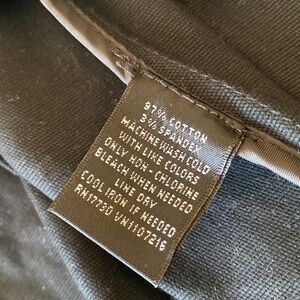 97% COTTON
3% SPANDEX
MACHINE WASH COLD
WITH LIKE COLORS
ONLY NON-CHLORINE
BLEACH WHEN NEEDED
LINE DRY
COOL IRON IF NEEDED
RN17730 VN1107216